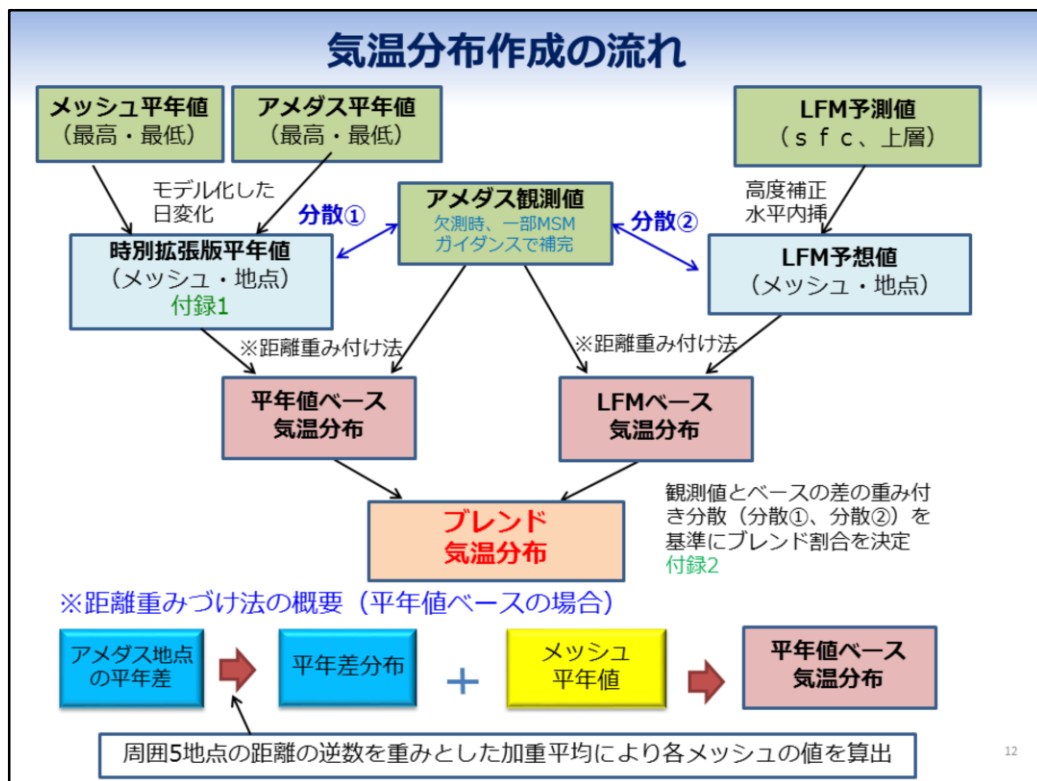 気温分布作成の流れ
メッシュ平年値
（最高・最低）
アメダス平年値
（最高・最低）
LFM予測値
（ｓｆｃ、上層）
モデル化した
日変化
分散①
アメダス観測値
欠測時、一部MSM
ガイダンスで補完
分散②
高度補正
水平内挿
時別拡張版平年値
（メッシュ・地点）
付録1
LFM予想値
（メッシュ・地点）
※距離重み付け法
※距離重み付け法
平年値ベース
気温分布
LFMベース
気温分布
ブレンド
気温分布
観測値とベースの差の重み付
き分散（分散①、分散②）を
基準にブレンド割合を決定
付録2
※距離重みづけ法の概要（平年値ベースの場合）
アメダス地点
の平年差
平年差分布
＋
メッシュ
平年値
平年値ベース
気温分布
周囲5地点の距離の逆数を重みとした加重平均により各メッシュの値を算出
12